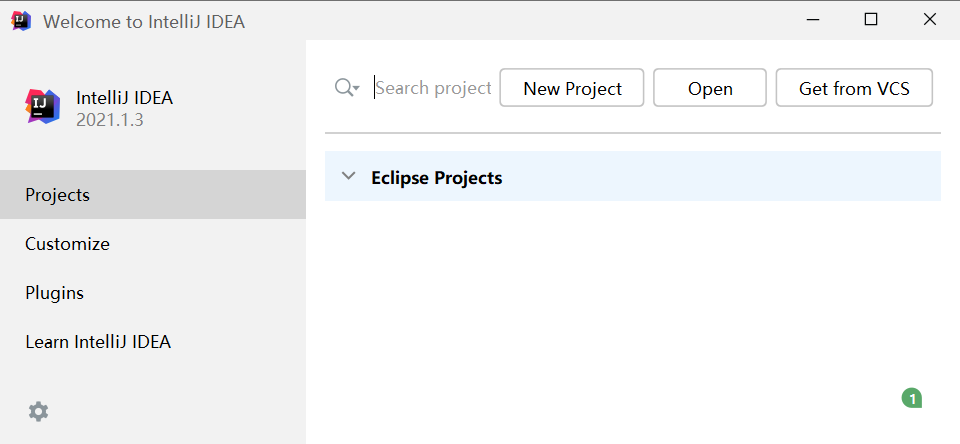 Welcome to IntelliJ IDEA
IJ
IntelliJ IDEA
2021.1.3
Projects
Customize
Plugins
Learn IntelliJ IDEA
Search project
New Project
Open
Get from VCS
Eclipse Projects
1